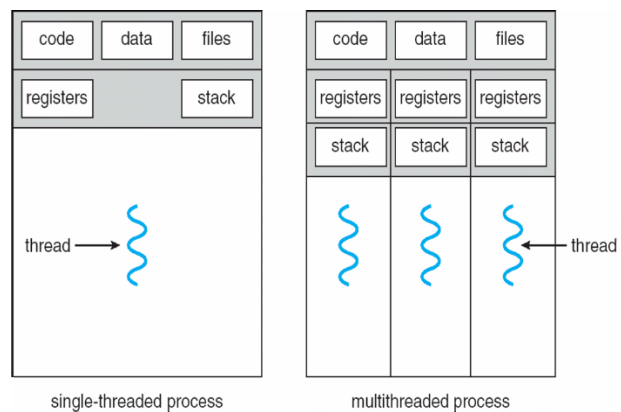 code data files
registers stack
thread
single-threaded process
code data files
registers registers registers
stack stack stack
thread
multithreaded process